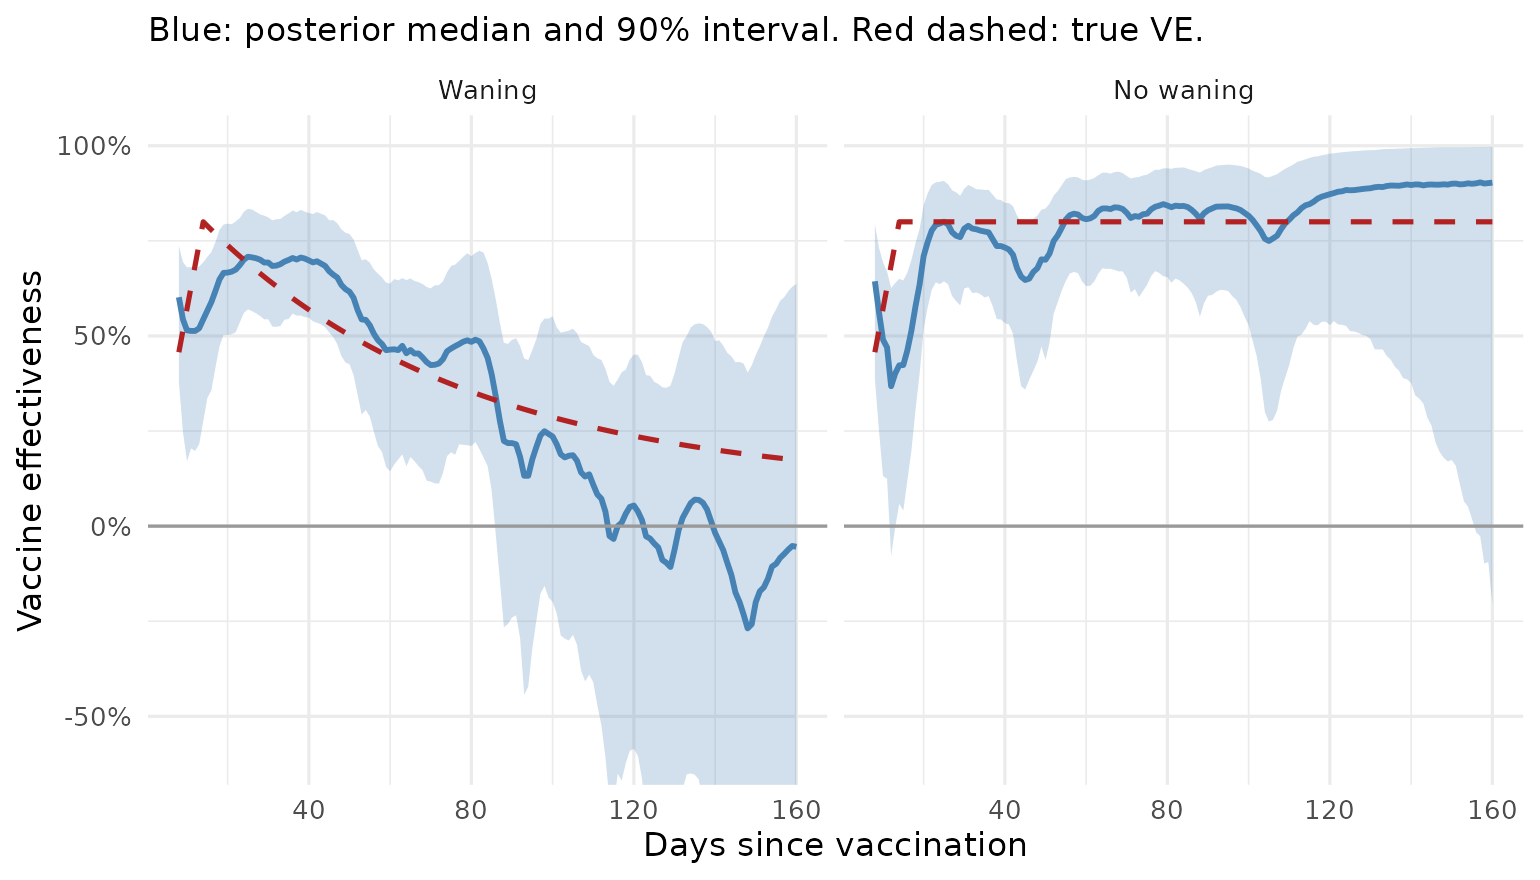 Blue: posterior median and 90% interval. Red dashed: true VE.
Waning
No waning
Vaccine effectiveness
100%
50%
0%
-50%
40
80
120
160
40
80
120
160
Days since vaccination